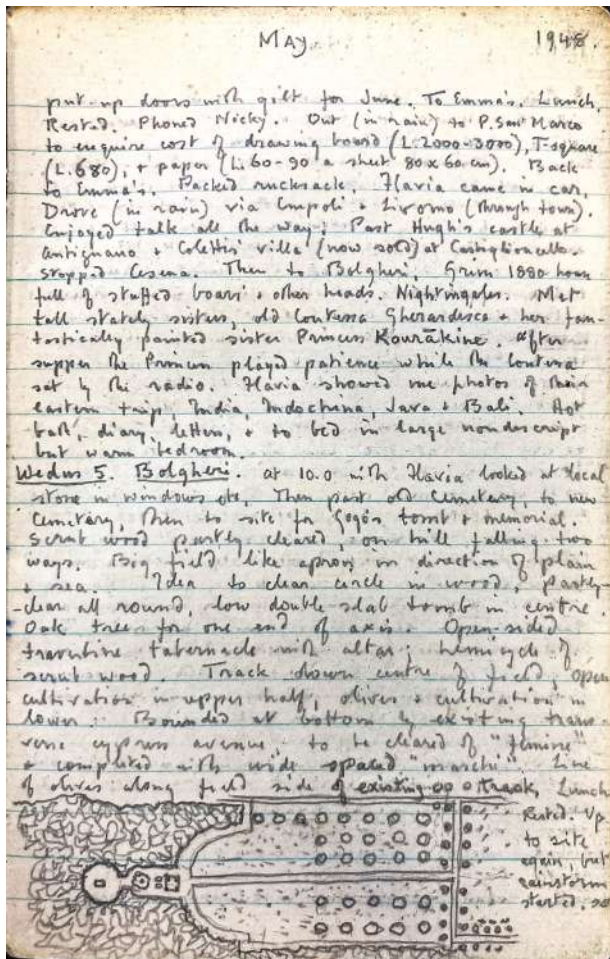 May. 1948.
put up doors with gilt for June. To Emma's. Lunch.
Rested. Phoned Nicky. Out (in rain) to P. San Marco
to enquire cost of drawing board (L.2000-3000), T-square
(L.680), + paper (L.60-90 a sheet 80x60 cm). Back
to Emma's. Packed rucksack. Flavia came in car.
Drove (in rain) via Empoli + Livorno (through town).
Enjoyed talk all the way; Past Hugh's castle at
Antignano + Coletti's villa (now sold) at Castiglioncello.
Stopped Cesena. Then to Bolgheri. Grim 1880 house
full of stuffed boars + other heads. Nightingales. Met
tall stately sisters, old Contessa Gherardesca + her fan-
tastically painted sister Princess Kourākine. After
supper the Princess played patience while the Contessa
sat by the radio. Flavia showed me photos of their
eastern trip, India, Indochina, Java + Bali. Hot
bath, diary, letters, + to bed in large nondescript
but warm bedroom.
Wednes 5. Bolgheri. At 10.0 with Flavia looked at local
stone in windows etc. Then past old Cemetery, to new
Cemetery, then to site for Gogo's tomb + memorial.
Scrub wood partly cleared, on hill falling two
ways. Big field like apron in direction of plain
+ sea. Idea to clear circle in wood, partly
clear all round, low double slab tomb in centre.
Oak tree for one end of axis. Open-sided
travertine tabernacle with altar; hemicycle of
scrub wood. Track down centre of field, open
cultivation in upper half, olives + cultivation in
lower. Bounded at bottom by existing trans-
verse cypress avenue, to be cleared of "femine"
+ completed with wide spaced "maschi". Line
of olives along field side of existing track. Lunch
Rested. Up
to site
again, but
rainstorm
started, so